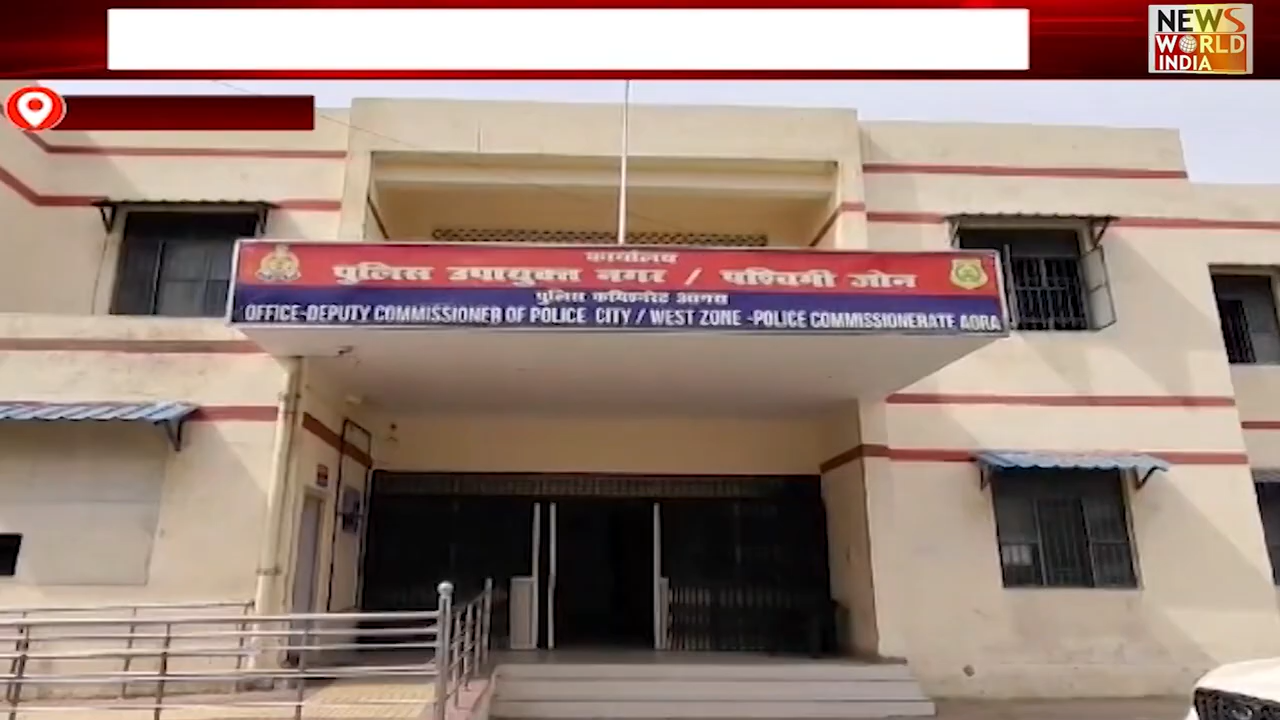 NEWS
WORLD
INDIA
कार्यालय
पुलिस उपायुक्त नगर / पश्चिमी जोन
पुलिस कमिश्नरेट आगरा
OFFICE-DEPUTY COMMISSIONER OF POLICE CITY / WEST ZONE -POLICE COMMISSIONERATE AGRA